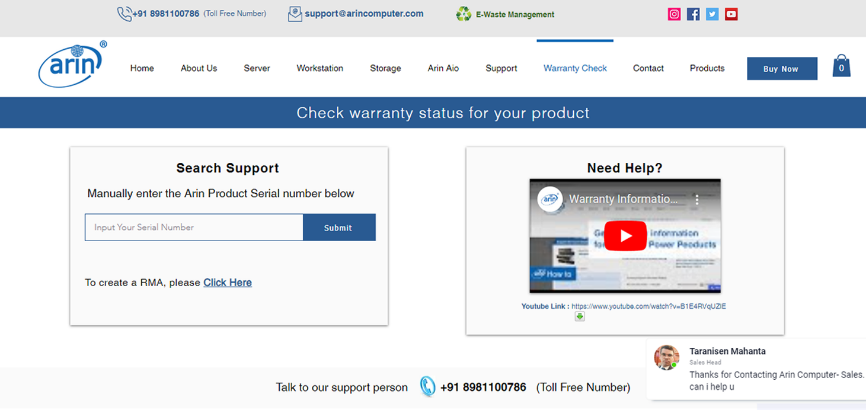 +91 8981100786 (Toll Free Number) support@arincomputer.com E-Waste Management
arin ®
Home About Us Server Workstation Storage Arin Aio Support Warranty Check Contact Products Buy Now 0
Check warranty status for your product
Search Support
Manually enter the Arin Product Serial number below
Input Your Serial Number Submit
To create a RMA, please Click Here
Need Help?
arin Warranty Informatio...
information
Power Peoducts
arin How to
Youtube Link : https://www.youtube.com/watch?v=B1E4RVqUZIE
Taranisen Mahanta
Sales Head
Thanks for Contacting Arin Computer- Sales.
can i help u
Talk to our support person +91 8981100786 (Toll Free Number)